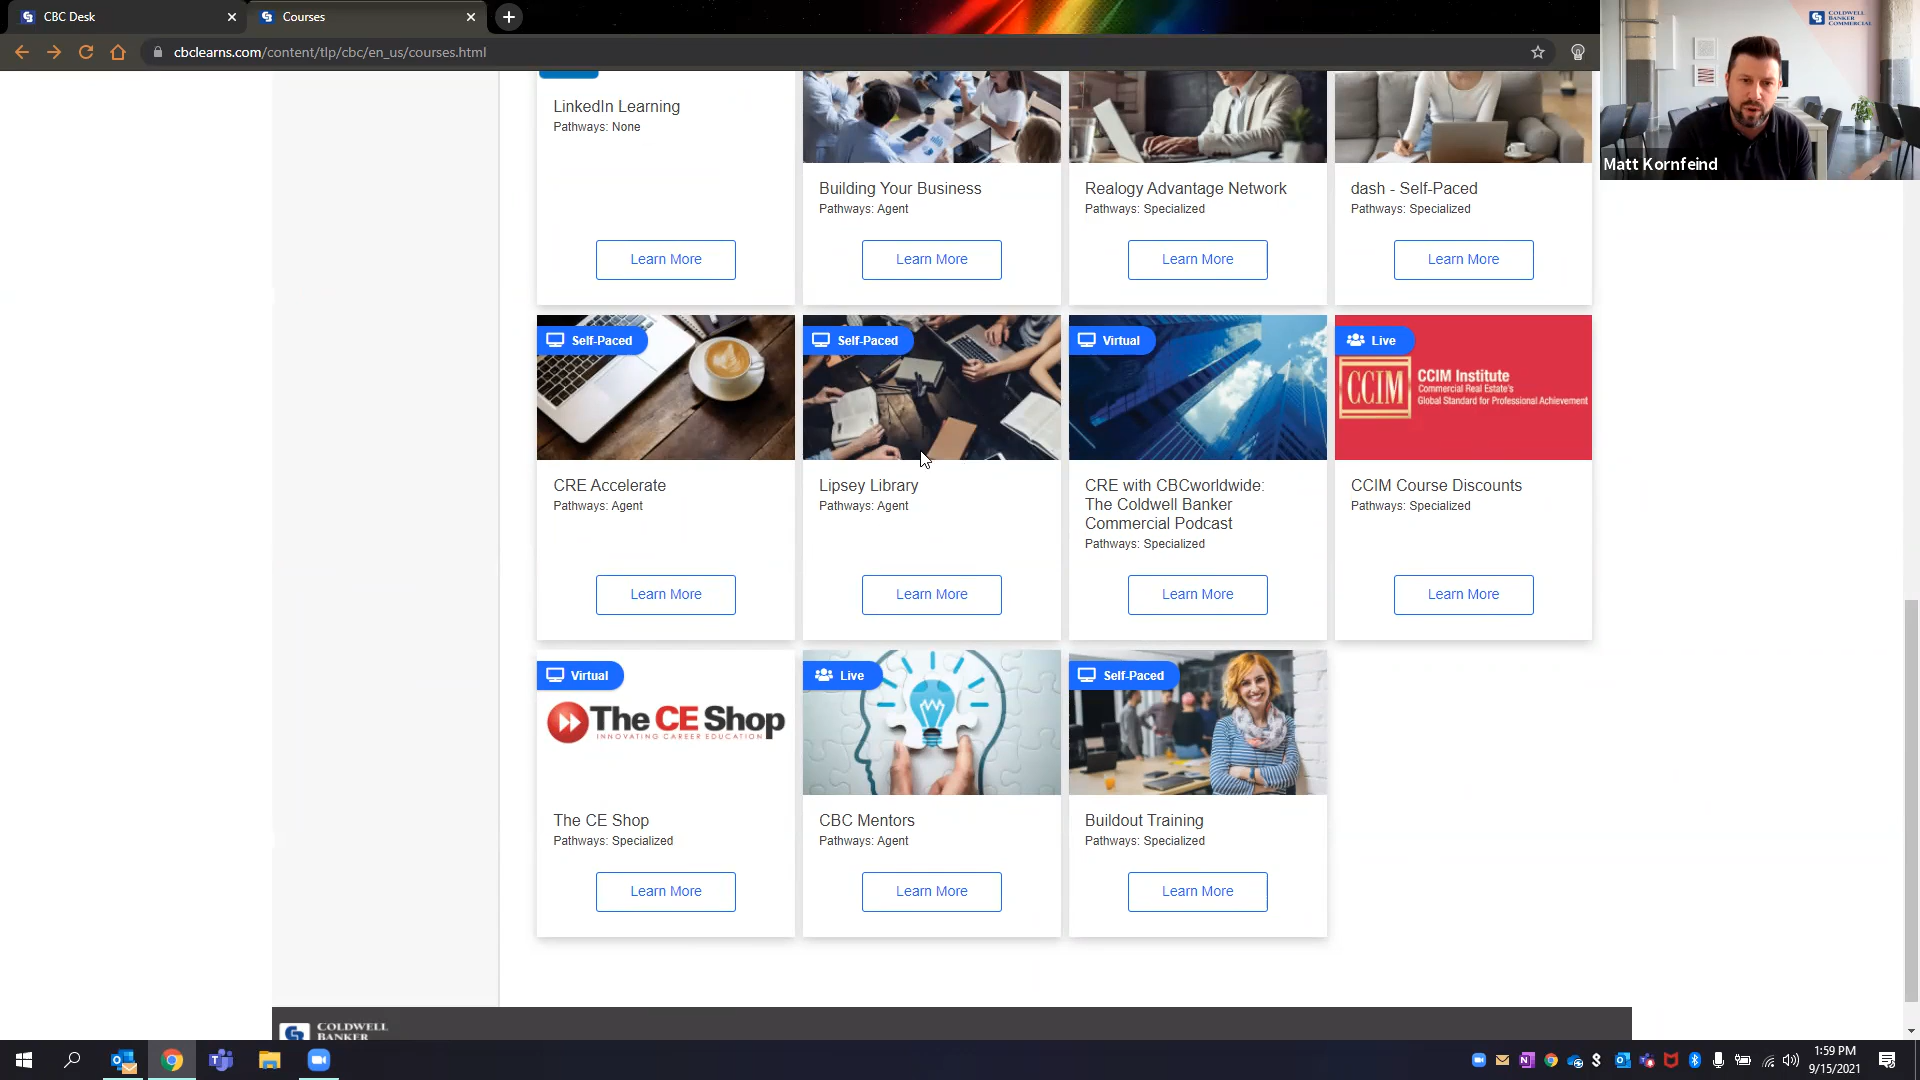 CBC Desk
Courses
cbclearns.com/content/tlp/cbc/en_us/courses.html
COLDWELL
BANKER
COMMERCIAL
Matt Kornfeind
LinkedIn Learning
Pathways: None
Learn More
Building Your Business
Pathways: Agent
Learn More
Realogy Advantage Network
Pathways: Specialized
Learn More
dash - Self-Paced
Pathways: Specialized
Learn More
Self-Paced
CRE Accelerate
Pathways: Agent
Learn More
Self-Paced
Lipsey Library
Pathways: Agent
Learn More
Virtual
CRE with CBCworldwide:
The Coldwell Banker
Commercial Podcast
Pathways: Specialized
Learn More
Live
CCIM
CCIM Institute
Commercial Real Estate's
Global Standard for Professional Achievement
CCIM Course Discounts
Pathways: Specialized
Learn More
Virtual
The CE Shop
INNOVATING CAREER EDUCATION
The CE Shop
Pathways: Specialized
Learn More
Live
CBC Mentors
Pathways: Agent
Learn More
Self-Paced
Buildout Training
Pathways: Specialized
Learn More
COLDWELL
BANKER
1:59 PM
9/15/2021